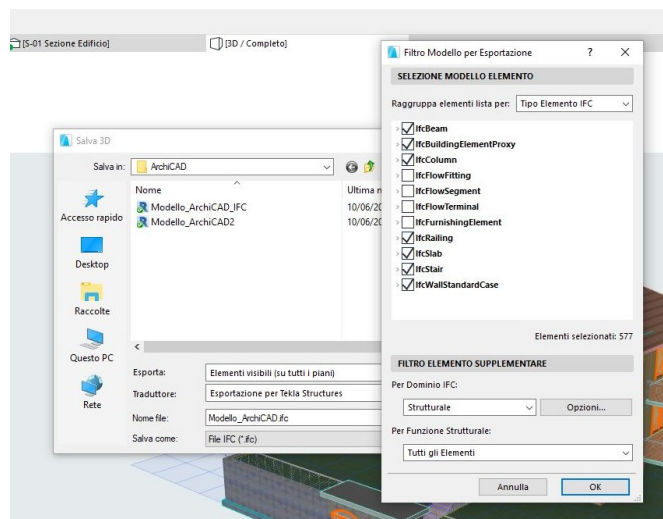 [S-01 Sezione Edificio]
[3D / Completo]
Salva 3D
Salva in:
ArchiCAD
Accesso rapido
Desktop
Raccolte
Questo PC
Rete
Nome
Ultima
Modello_ArchiCAD_IFC
10/06/20
Modello_ArchiCAD2
10/06/20
Esporta:
Elementi visibili (su tutti i piani)
Traduttore:
Esportazione per Tekla Structures
Nome file:
Modello_ArchiCAD.ifc
Salva come:
File IFC (*.ifc)
Filtro Modello per Esportazione
SELEZIONE MODELLO ELEMENTO
Raggruppa elementi lista per:
Tipo Elemento IFC
IfcBeam
IfcBuildingElementProxy
IfcColumn
IfcFlowFitting
IfcFlowSegment
IfcFlowTerminal
IfcFurnishingElement
IfcRailing
IfcSlab
IfcStair
IfcWallStandardCase
Elementi selezionati: 577
FILTRO ELEMENTO SUPPLEMENTARE
Per Dominio IFC:
Strutturale
Opzioni...
Per Funzione Strutturale:
Tutti gli Elementi
Annulla
OK